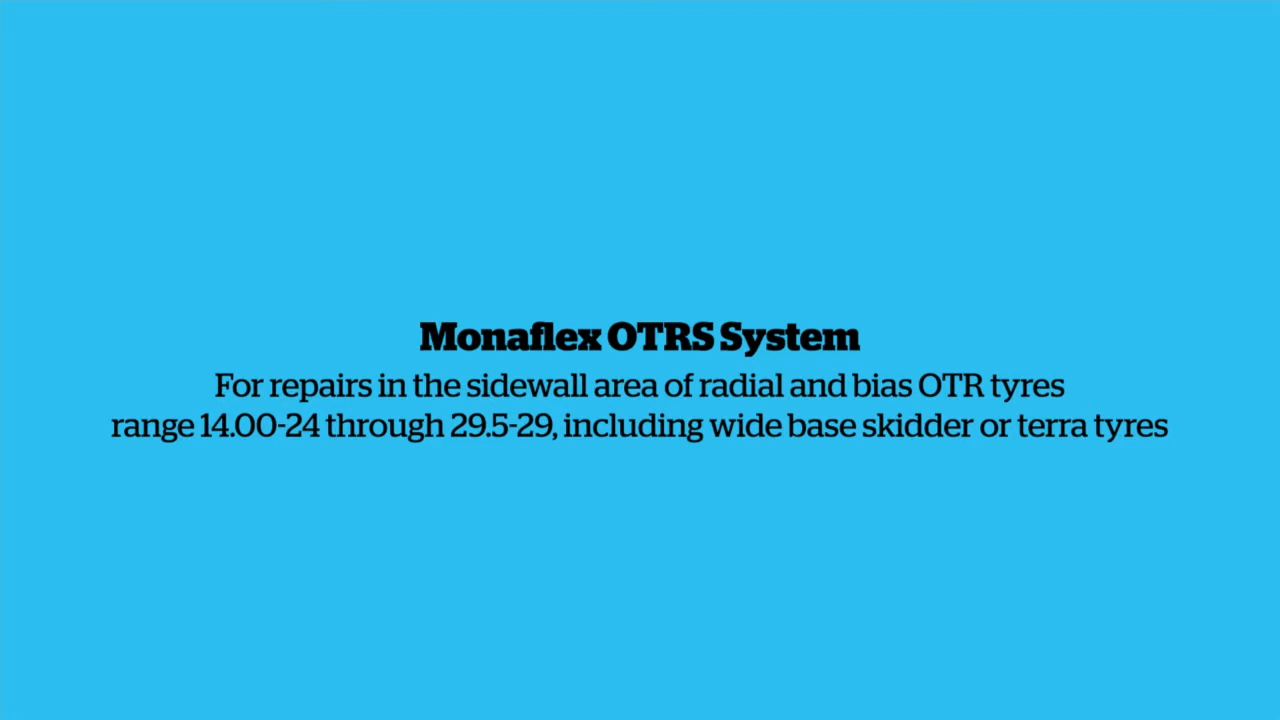 Monaflex OTRS System
For repairs in the sidewall area of radial and bias OTR tyres
range 14.00-24 through 29.5-29, including wide base skidder or terra tyres